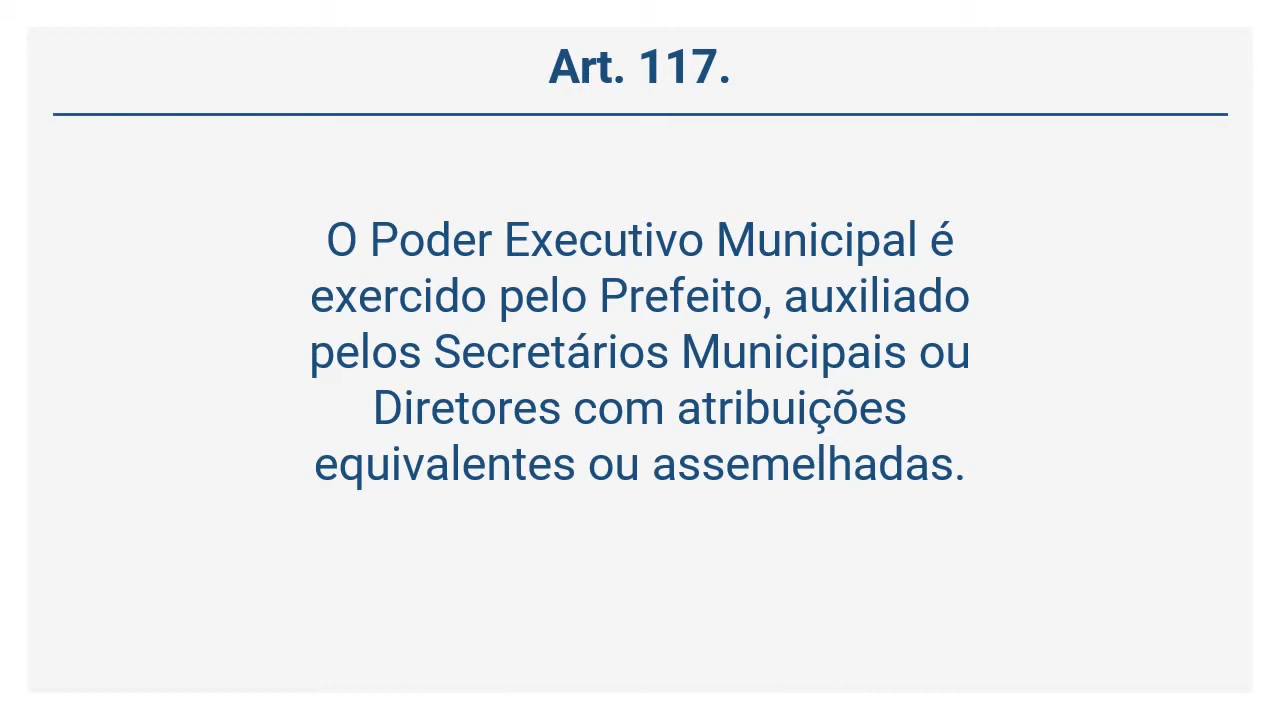 Art. 117.
O Poder Executivo Municipal é
exercido pelo Prefeito, auxiliado
pelos Secretários Municipais ou
Diretores com atribuições
equivalentes ou assemelhadas.